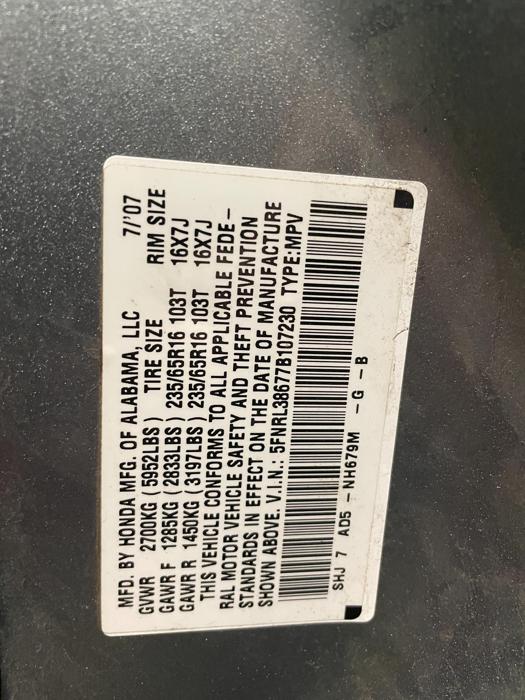 MFD. BY HONDA MFG. OF ALABAMA, LLC 7/'07
GVWR 2700KG (5952LBS) TIRE SIZE RIM SIZE
GAWR F 1285KG (2833LBS) 235/65R16 103T 16X7J
GAWR R 1450KG (3197LBS) 235/65R16 103T 16X7J
THIS VEHICLE CONFORMS TO ALL APPLICABLE FEDE-
RAL MOTOR VEHICLE SAFETY AND THEFT PREVENTION
STANDARDS IN EFFECT ON THE DATE OF MANUFACTURE
SHOWN ABOVE. V.I.N.: 5FNRL38677B107230 TYPE:MPV
SHJ 7 AD5 - NH679M - G - B